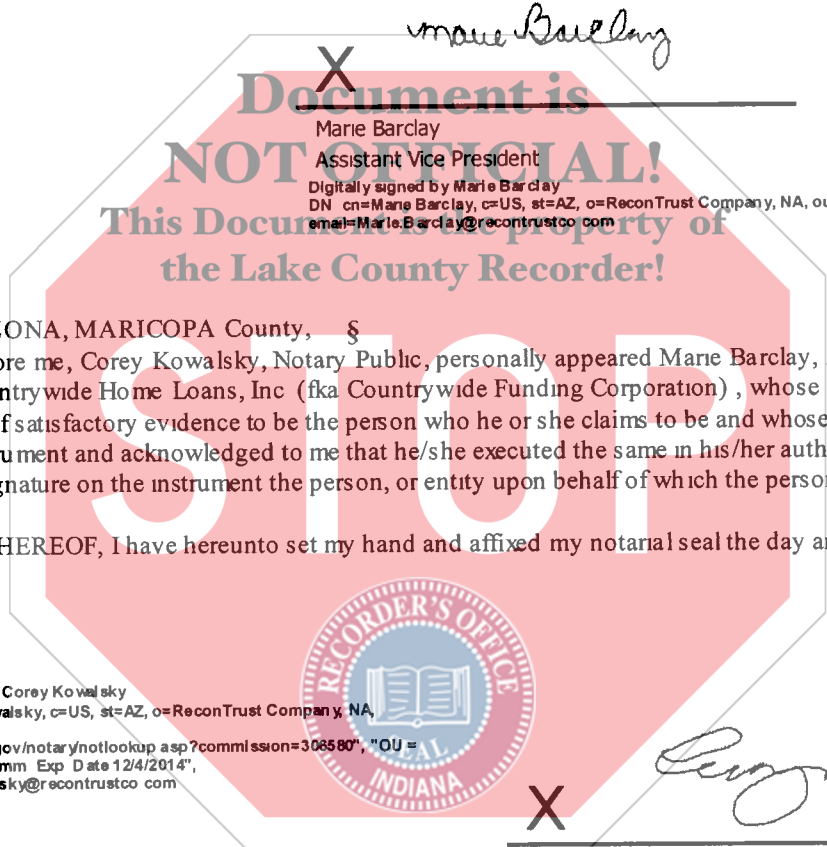 Marie Barclay
X
Document is
Marie Barclay
NOT OFFICIAL!
Assistant Vice President
Digitally signed by Marie Barclay
DN cn=Marie Barclay, c=US, st=AZ, o=ReconTrust Company, NA, ou
This Document is the property of
email=Marie.Barclay@recontrustco com
the Lake County Recorder!
ONA, MARICOPA County, §
ore me, Corey Kowalsky, Notary Public, personally appeared Marie Barclay,
ntrywide Home Loans, Inc (fka Countrywide Funding Corporation) , whose
f satisfactory evidence to be the person who he or she claims to be and whose
ument and acknowledged to me that he/she executed the same in his/her auth
gnature on the instrument the person, or entity upon behalf of which the person
STOP
HEREOF, I have hereunto set my hand and affixed my notarial seal the day an
RECORDER'S OFFICE
SEAL
INDIANA
Corey Kowalsky
alsky, c=US, st=AZ, o=ReconTrust Company, NA,
ov/notary/notlookup asp?commission=306580", "OU =
mm Exp Date 12/4/2014",
sky@recontrustco com
X